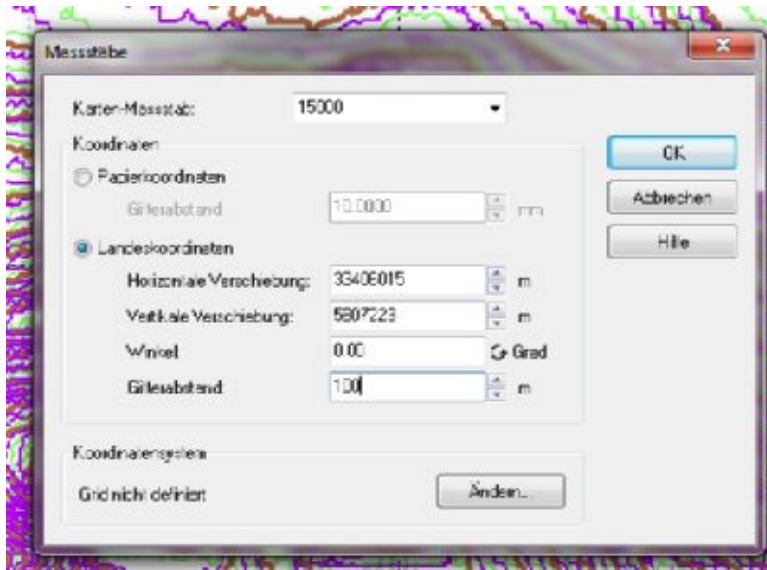 Massstäbe
Karten-Massstab: 15000
Koordinaten
Papierkoordinaten
Gitterabstand: 10.0000 mm
Landeskoordinaten
Horizontale Verschiebung: 33406015 m
Vertikale Verschiebung: 5807223 m
Winkel: 0.00 Grad
Gitterabstand: 100 m
Koordinatensystem
Grid nicht definiert
Ändern...
OK
Abbrechen
Hilfe